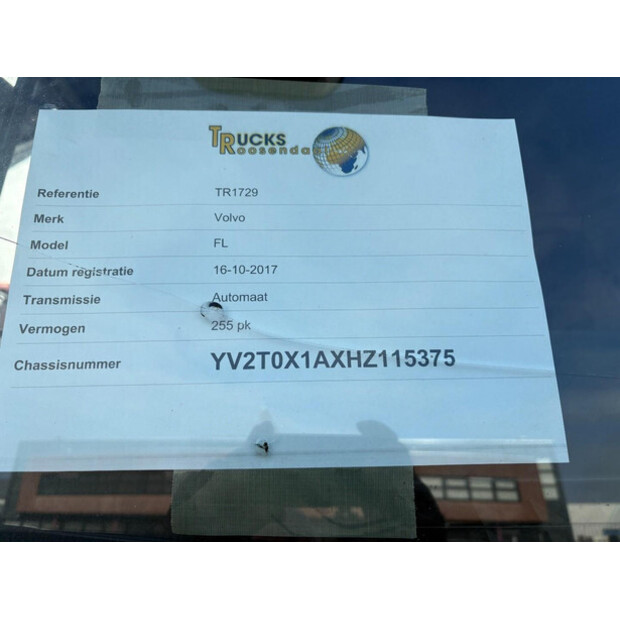 TRUCKS
Roosendaal
Referentie TR1729
Merk Volvo
Model FL
Datum registratie 16-10-2017
Transmissie Automaat
Vermogen 255 pk
Chassisnummer YV2T0X1AXHZ115375